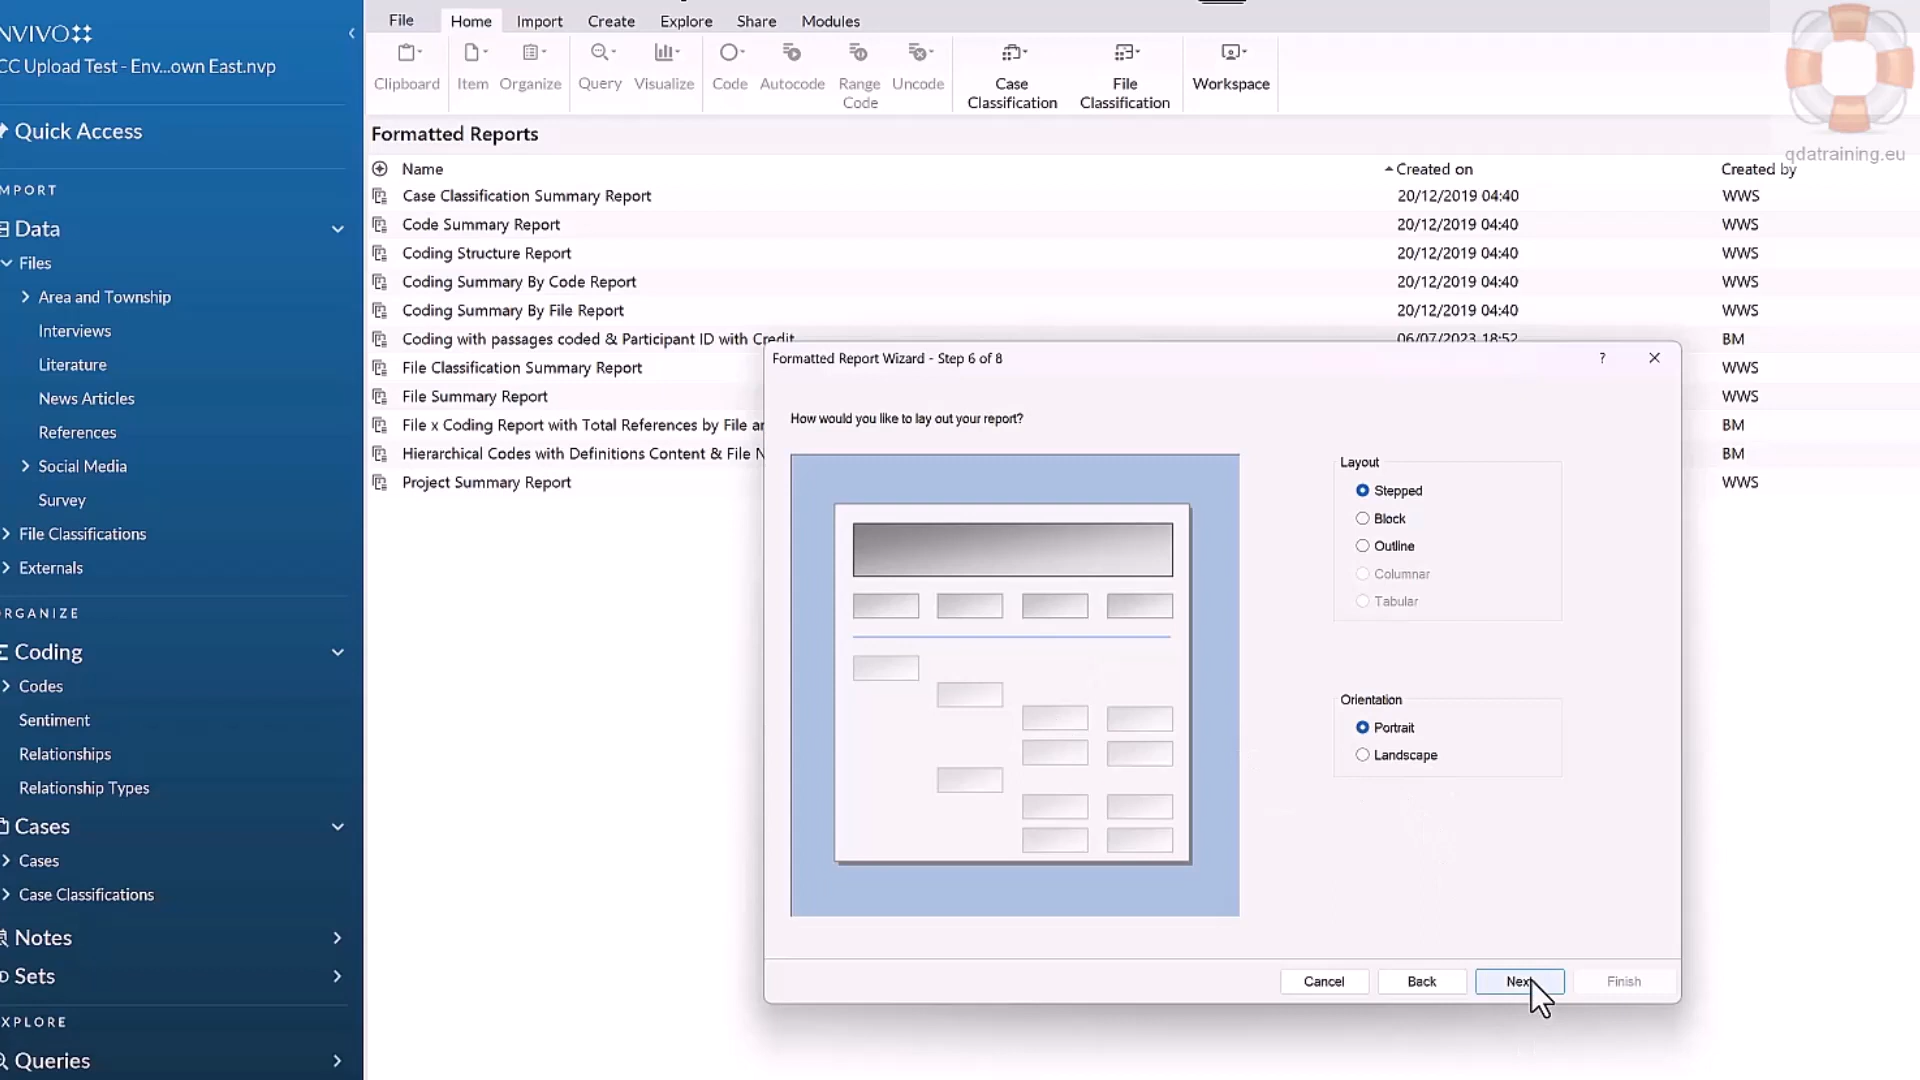 NVIVO
CC Upload Test - Env...own East.nvp
Quick Access
MPORT
Data
Files
Area and Township
Interviews
Literature
News Articles
References
Social Media
Survey
File Classifications
Externals
RGANIZE
Coding
Codes
Sentiment
Relationships
Relationship Types
Cases
Cases
Case Classifications
Notes
Sets
XPLORE
Queries
File Home Import Create Explore Share Modules
Clipboard Item Organize Query Visualize Code Autocode Range Code Uncode Case Classification File Classification Workspace
qdatraining.eu
Formatted Reports
Name Created on Created by
Case Classification Summary Report 20/12/2019 04:40 WWS
Code Summary Report 20/12/2019 04:40 WWS
Coding Structure Report 20/12/2019 04:40 WWS
Coding Summary By Code Report 20/12/2019 04:40 WWS
Coding Summary By File Report 20/12/2019 04:40 WWS
Coding with passages coded & Participant ID with Credit 06/07/2023 18:52 BM
File Classification Summary Report WWS
File Summary Report WWS
File x Coding Report with Total References by File ar BM
Hierarchical Codes with Definitions Content & File N BM
Project Summary Report WWS
Formatted Report Wizard - Step 6 of 8 ?
How would you like to lay out your report?
Layout
Stepped
Block
Outline
Columnar
Tabular
Orientation
Portrait
Landscape
Cancel Back Next Finish